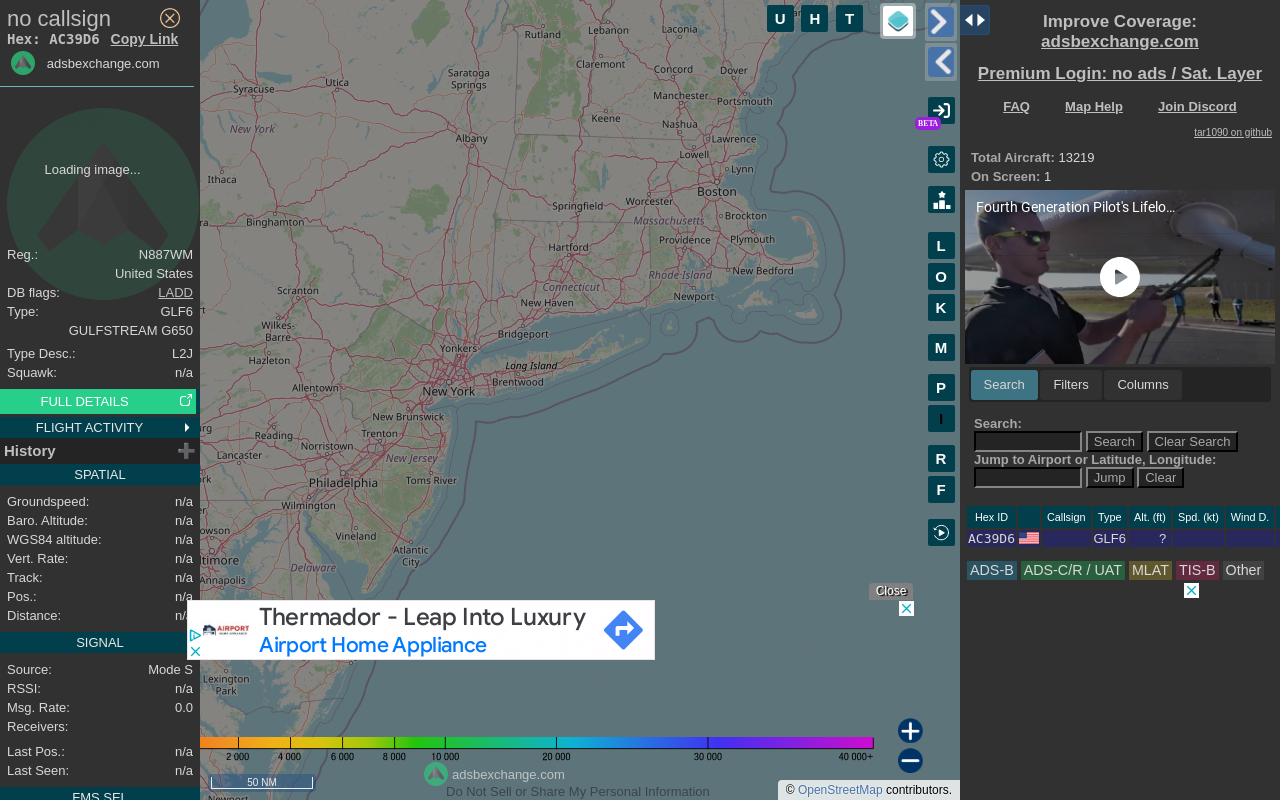 no callsign
Hex: AC39D6 Copy Link
adsbexchange.com
Loading image...
Reg.: N887WM
United States
DB flags: LADD
Type: GLF6
GULFSTREAM G650
Type Desc.: L2J
Squawk: n/a
FULL DETAILS
FLIGHT ACTIVITY
History
SPATIAL
Groundspeed: n/a
Baro. Altitude: n/a
WGS84 altitude: n/a
Vert. Rate: n/a
Track: n/a
Pos.: n/a
Distance:
SIGNAL
Source: Mode S
RSSI: n/a
Msg. Rate: 0.0
Receivers:
Last Pos.: n/a
Last Seen: n/a
FMS SEL
Rutland
Lebanon
Laconia
Claremont
Concord
Dover
Saratoga
Springs
Utica
Syracuse
Manchester
Portsmouth
Keene
Nashua
New York
Albany
Lawrence
Lowell
Lynn
Ithaca
Boston
Worcester
Springfield
Massachusetts
Brockton
Binghamton
Providence
Plymouth
Hartford
Rhode Island
New Bedford
Connecticut
Scranton
New Haven
Newport
Wilkes-
Barre
Bridgeport
Yonkers
Hazleton
Long Island
Brentwood
Allentown
New York
New Brunswick
Reading
Trenton
Norristown
Lancaster
New Jersey
Philadelphia
Toms River
Wilmington
Vineland
Atlantic
City
Delaware
Annapolis
Lexington
Park
Newport
U H T
BETA
L
O
K
M
P
I
R
F
Close
Thermador - Leap Into Luxury
Airport Home Appliance
AIRPORT
2 000 4 000 6 000 8 000 10 000 20 000 30 000 40 000+
50 NM
adsbexchange.com
Do Not Sell or Share My Personal Information
© OpenStreetMap contributors.
Improve Coverage:
adsbexchange.com
Premium Login: no ads / Sat. Layer
FAQ Map Help Join Discord
tar1090 on github
Total Aircraft: 13219
On Screen: 1
Fourth Generation Pilot's Lifelo...
Search Filters Columns
Search:
Search Clear Search
Jump to Airport or Latitude, Longitude:
Jump Clear
Hex ID Callsign Type Alt. (ft) Spd. (kt) Wind D.
AC39D6 GLF6 ?
ADS-B ADS-C/R / UAT MLAT TIS-B Other